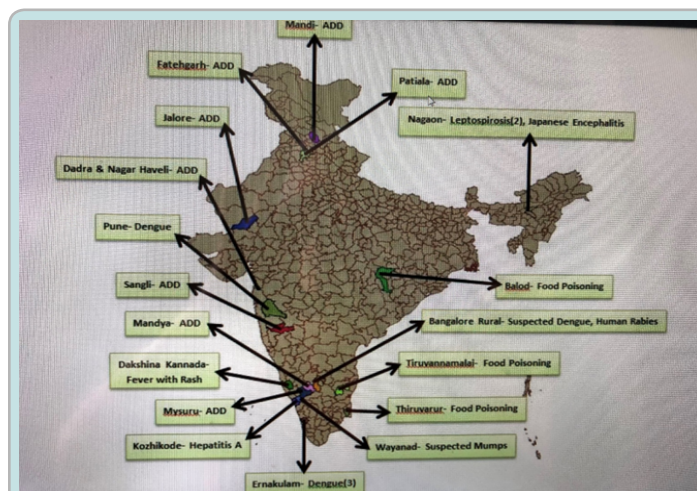 Mandi- ADD
Fatehgarh- ADD
Patiala- ADD
Jalore- ADD
Nagaon- Leptospirosis(2), Japanese Encephalitis
Dadra & Nagar Haveli- ADD
Pune- Dengue
Sangli- ADD
Balod- Food Poisoning
Mandya- ADD
Bangalore Rural- Suspected Dengue, Human Rabies
Dakshina Kannada-
Fever with Rash
Tiruvannamalai- Food Poisoning
Mysuru- ADD
Thiruvarur- Food Poisoning
Kozhikode- Hepatitis A
Wayanad- Suspected Mumps
Ernakulam- Dengue(3)